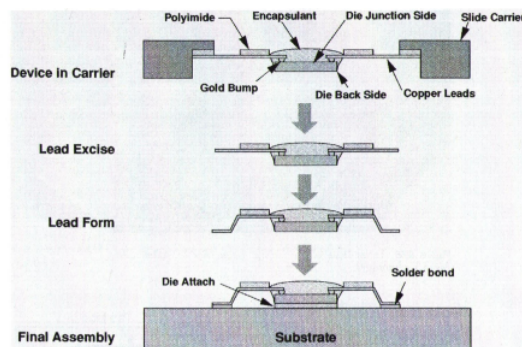 Polyimide
Encapsulant
Die Junction Side
Slide Carrier
Device in Carrier
Gold Bump
Die Back Side
Copper Leads
Lead Excise
Lead Form
Die Attach
Solder bond
Final Assembly
Substrate